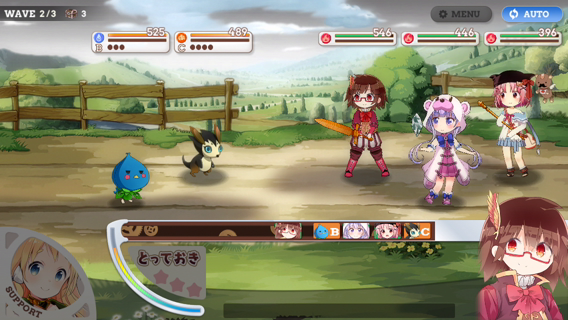 WAVE 2/3 3
MENU
AUTO
525
B
489
C
546
446
396
B
C
とっておき
SUPPORT